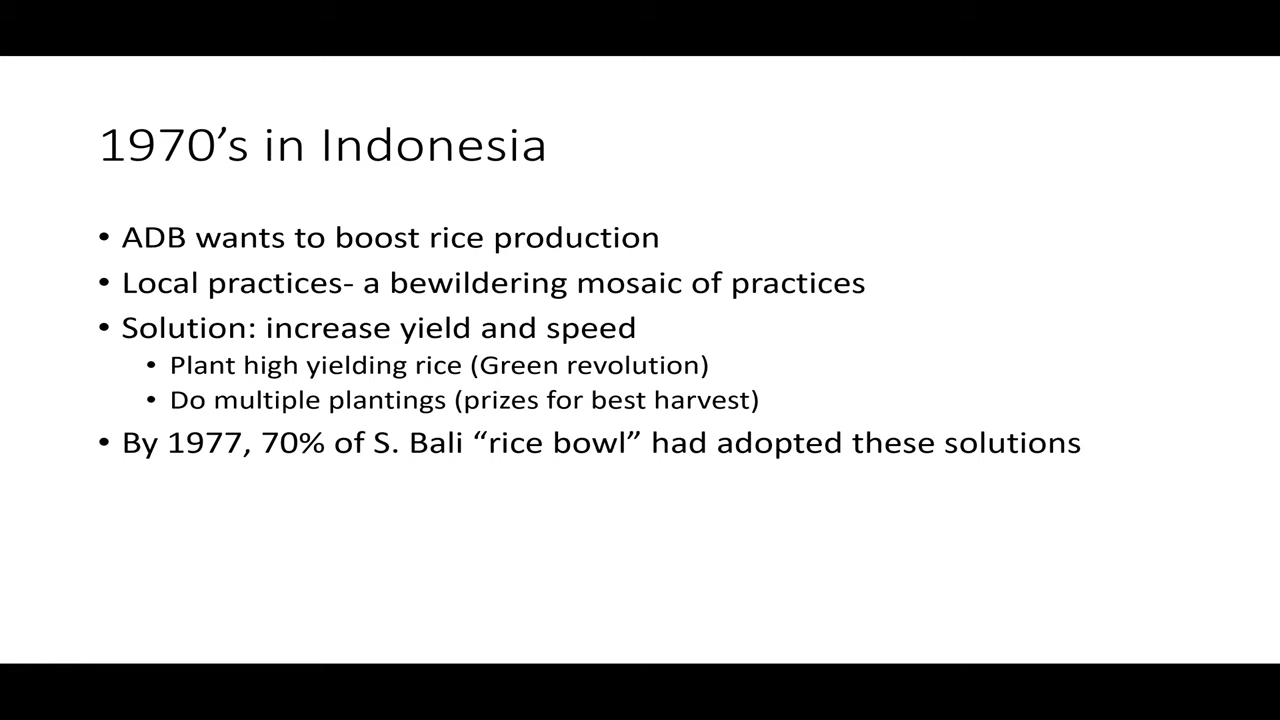 1970’s in Indonesia
• ADB wants to boost rice production
• Local practices- a bewildering mosaic of practices
• Solution: increase yield and speed
• Plant high yielding rice (Green revolution)
• Do multiple plantings (prizes for best harvest)
• By 1977, 70% of S. Bali “rice bowl” had adopted these solutions